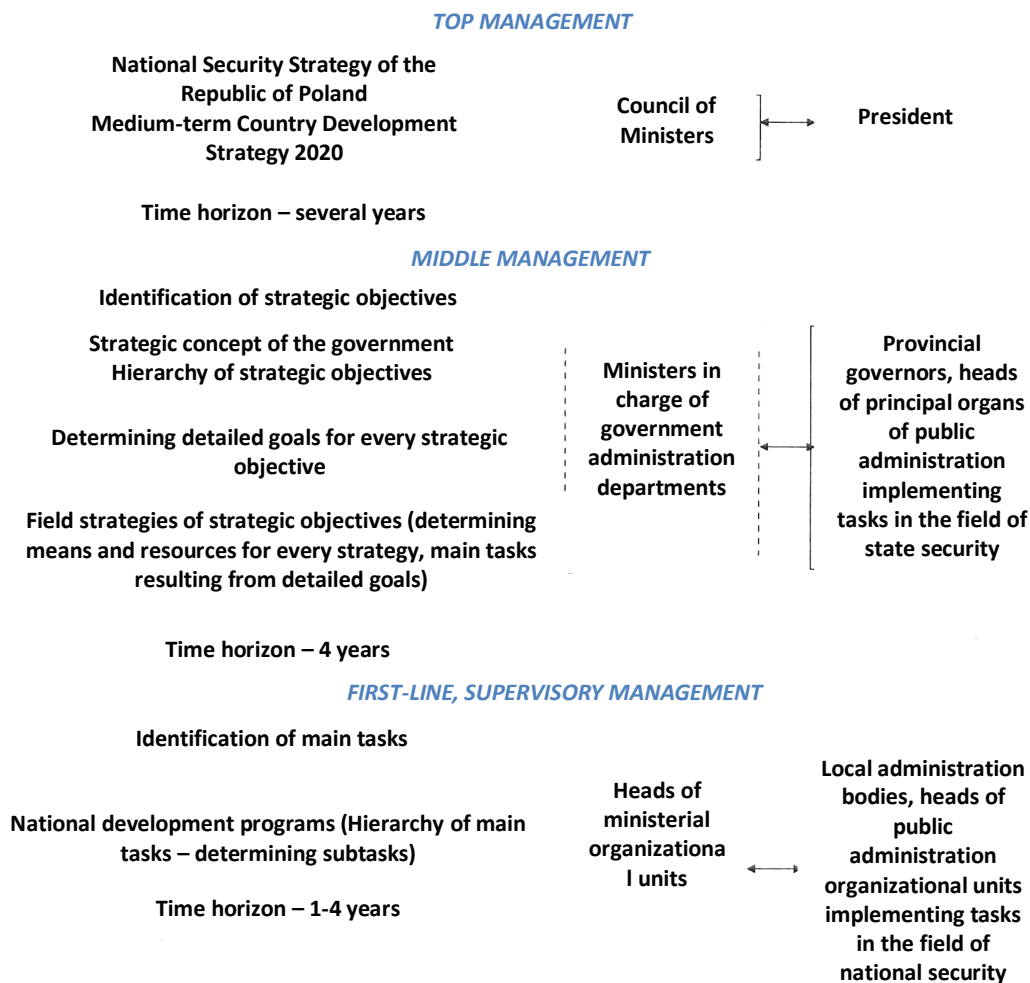 TOP MANAGEMENT
National Security Strategy of the
Republic of Poland
Medium-term Country Development
Strategy 2020
Time horizon – several years
Council of
Ministers
President
MIDDLE MANAGEMENT
Identification of strategic objectives
Strategic concept of the government
Hierarchy of strategic objectives
Determining detailed goals for every strategic
objective
Field strategies of strategic objectives (determining
means and resources for every strategy, main tasks
resulting from detailed goals)
Time horizon – 4 years
Ministers in
charge of
government
administration
departments
Provincial
governors, heads
of principal organs
of public
administration
implementing
tasks in the field of
state security
FIRST-LINE, SUPERVISORY MANAGEMENT
Identification of main tasks
National development programs (Hierarchy of main
tasks – determining subtasks)
Time horizon – 1-4 years
Heads of
ministerial
organizationa
l units
Local administration
bodies, heads of
public
administration
organizational units
implementing tasks
in the field of
national security